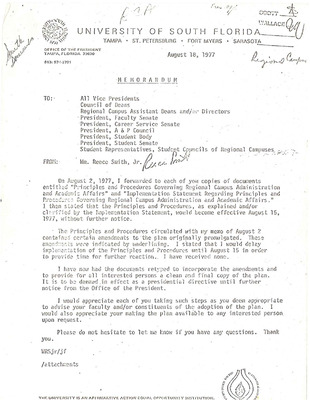 UNIVERSITY OF SOUTH FLORIDA
TAMPA • ST. PETERSBURG • FORT MYERS • SARASOTA
OFFICE OF THE PRESIDENT
TAMPA, FLORIDA 33620
August 18, 1977
Regional Campus
MEMORANDUM
TO: All Vice Presidents
Council of Deans
Regional Campus Assistant Deans and/or Directors
President, Faculty Senate
President, Career Service Senate
President, A & P Council
President, Student Body
President, Student Senate
Student Representatives, Student Councils of Regional Campuses
FROM: Wm. Reece Smith, Jr.
On August 2, 1977, I forwarded to each of you copies of documents
entitled "Principles and Procedures Governing Regional Campus Administration
and Academic Affairs" and "Implementation Statement Regarding Principles and
Procedures Governing Regional Campus Administration and Academic Affairs."
I than stated that the Principles and Procedures, as explained and/or
clarified by the Implementation Statement, would become effective August 15,
1977, without further notice.
The Principles and Procedures circulated with my memo of August 2
contained certain amendments to the plan originally promulgated. These
amendments were indicated by underlining. I stated that I would delay
implementation of the Principles and Procedures until August 15 in order
to provide time for further reaction. I have received none.
I have now had the documents retyped to incorporate the amendments and
to provide for all interested persons a clean and final copy of the plan.
It is to be deemed in effect as a presidential directive until further
notice from the Office of the President.
I would appreciate each of you taking such steps as you deem appropriate
to advise your faculty and/or constituents of the adoption of the plan. I
would also appreciate your making the plan available to any interested person
upon request.
Please do not hesitate to let me know if you have any questions. Thank
you.
WRS
/attachments
THE UNIVERSITY IS AN AFFIRMATIVE ACTION EQUAL OPPORTUNITY INSTITUTION